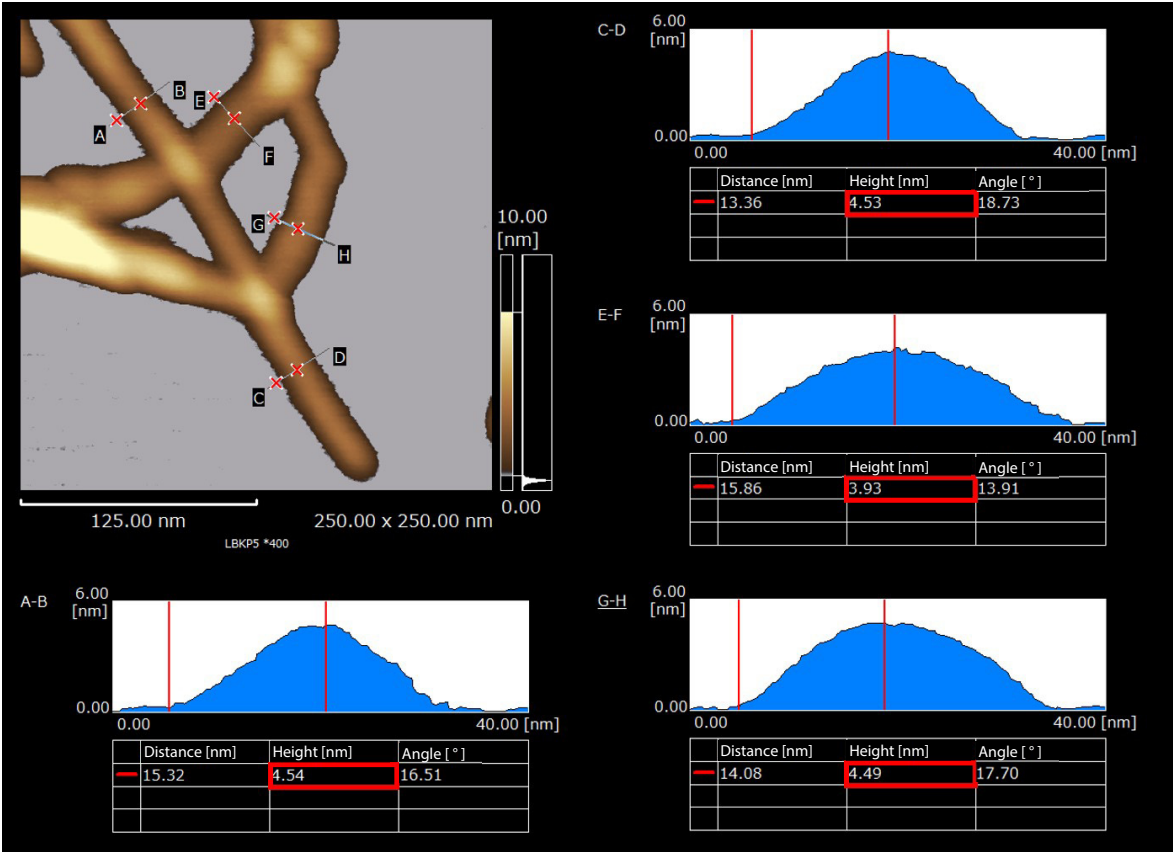 A
B
E
F
G
H
C
D
10.00
[nm]
0.00
125.00 nm
250.00 x 250.00 nm
LBKP5 *400
A-B
6.00
[nm]
0.00
0.00
40.00 [nm]
Distance [nm] Height [nm] Angle [ ° ]
15.32 4.54 16.51
C-D
6.00
[nm]
0.00
0.00
40.00 [nm]
Distance [nm] Height [nm] Angle [ ° ]
13.36 4.53 18.73
E-F
6.00
[nm]
0.00
0.00
40.00 [nm]
Distance [nm] Height [nm] Angle [ ° ]
15.86 3.93 13.91
G-H
6.00
[nm]
0.00
0.00
40.00 [nm]
Distance [nm] Height [nm] Angle [ ° ]
14.08 4.49 17.70